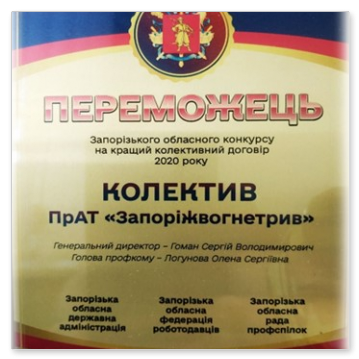 ПЕРЕМОЖЕЦЬ
Запорізького обласного конкурсу
на кращий колективний договір
2020 року
КОЛЕКТИВ
ПрАТ «Запоріжвогнетрив»
Генеральний директор – Гоман Сергій Володимирович
Голова профкому – Логунова Олена Сергіївна
Запорізька
обласна
державна
адміністрація
Запорізька
обласна
федерація
роботодавців
Запорізька
обласна
рада
профспілок